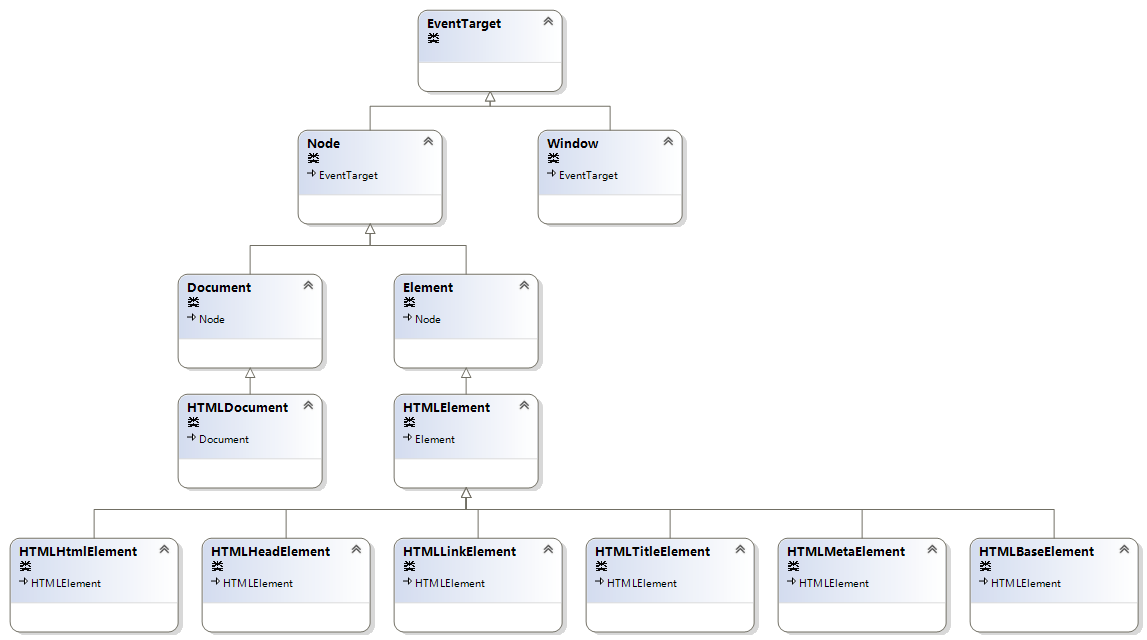 EventTarget
Node
EventTarget
Window
EventTarget
Document
Node
Element
Node
HTMLDocument
Document
HTMLElement
Element
HTMLHtmlElement
HTMLElement
HTMLHeadElement
HTMLElement
HTMLLinkElement
HTMLElement
HTMLTitleElement
HTMLElement
HTMLMetaElement
HTMLElement
HTMLBaseElement
HTMLElement